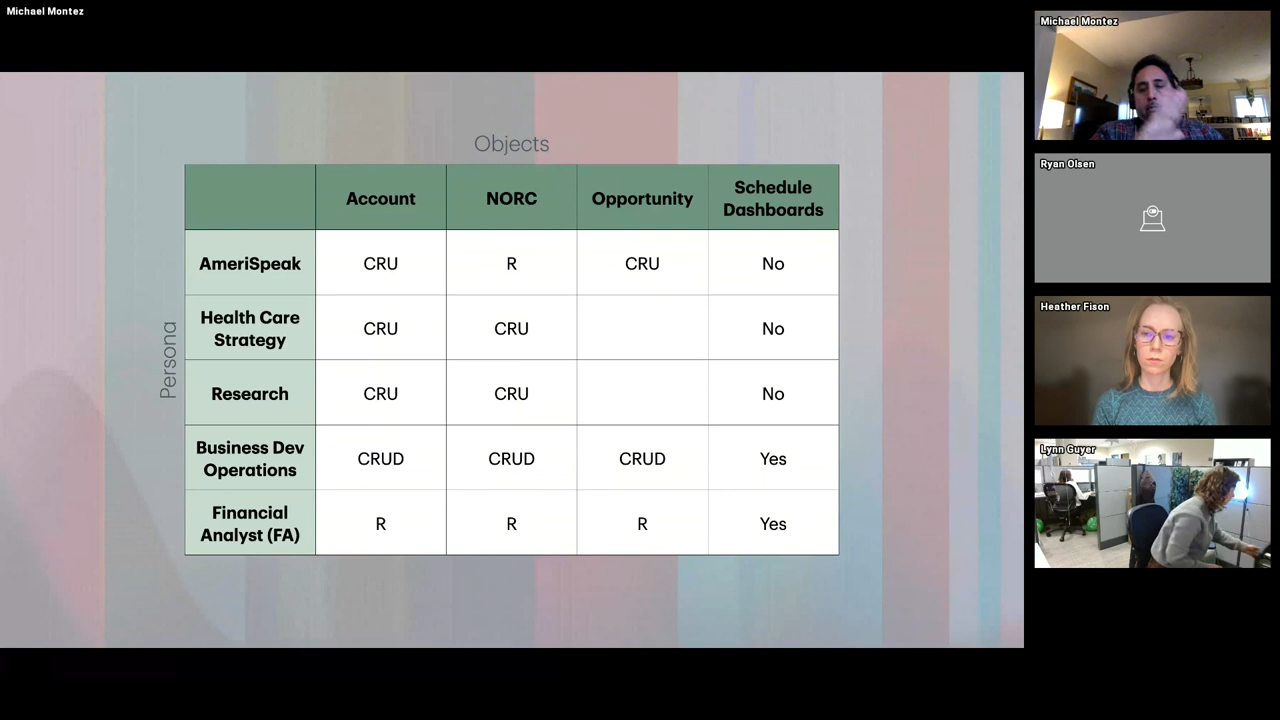 Michael Montez
Objects
Persona
Account NORC Opportunity Schedule Dashboards
AmeriSpeak CRU R CRU No
Health Care Strategy CRU CRU No
Research CRU CRU No
Business Dev Operations CRUD CRUD CRUD Yes
Financial Analyst (FA) R R R Yes
Michael Montez
Ryan Olsen
Heather Fison
Lynn Guyer